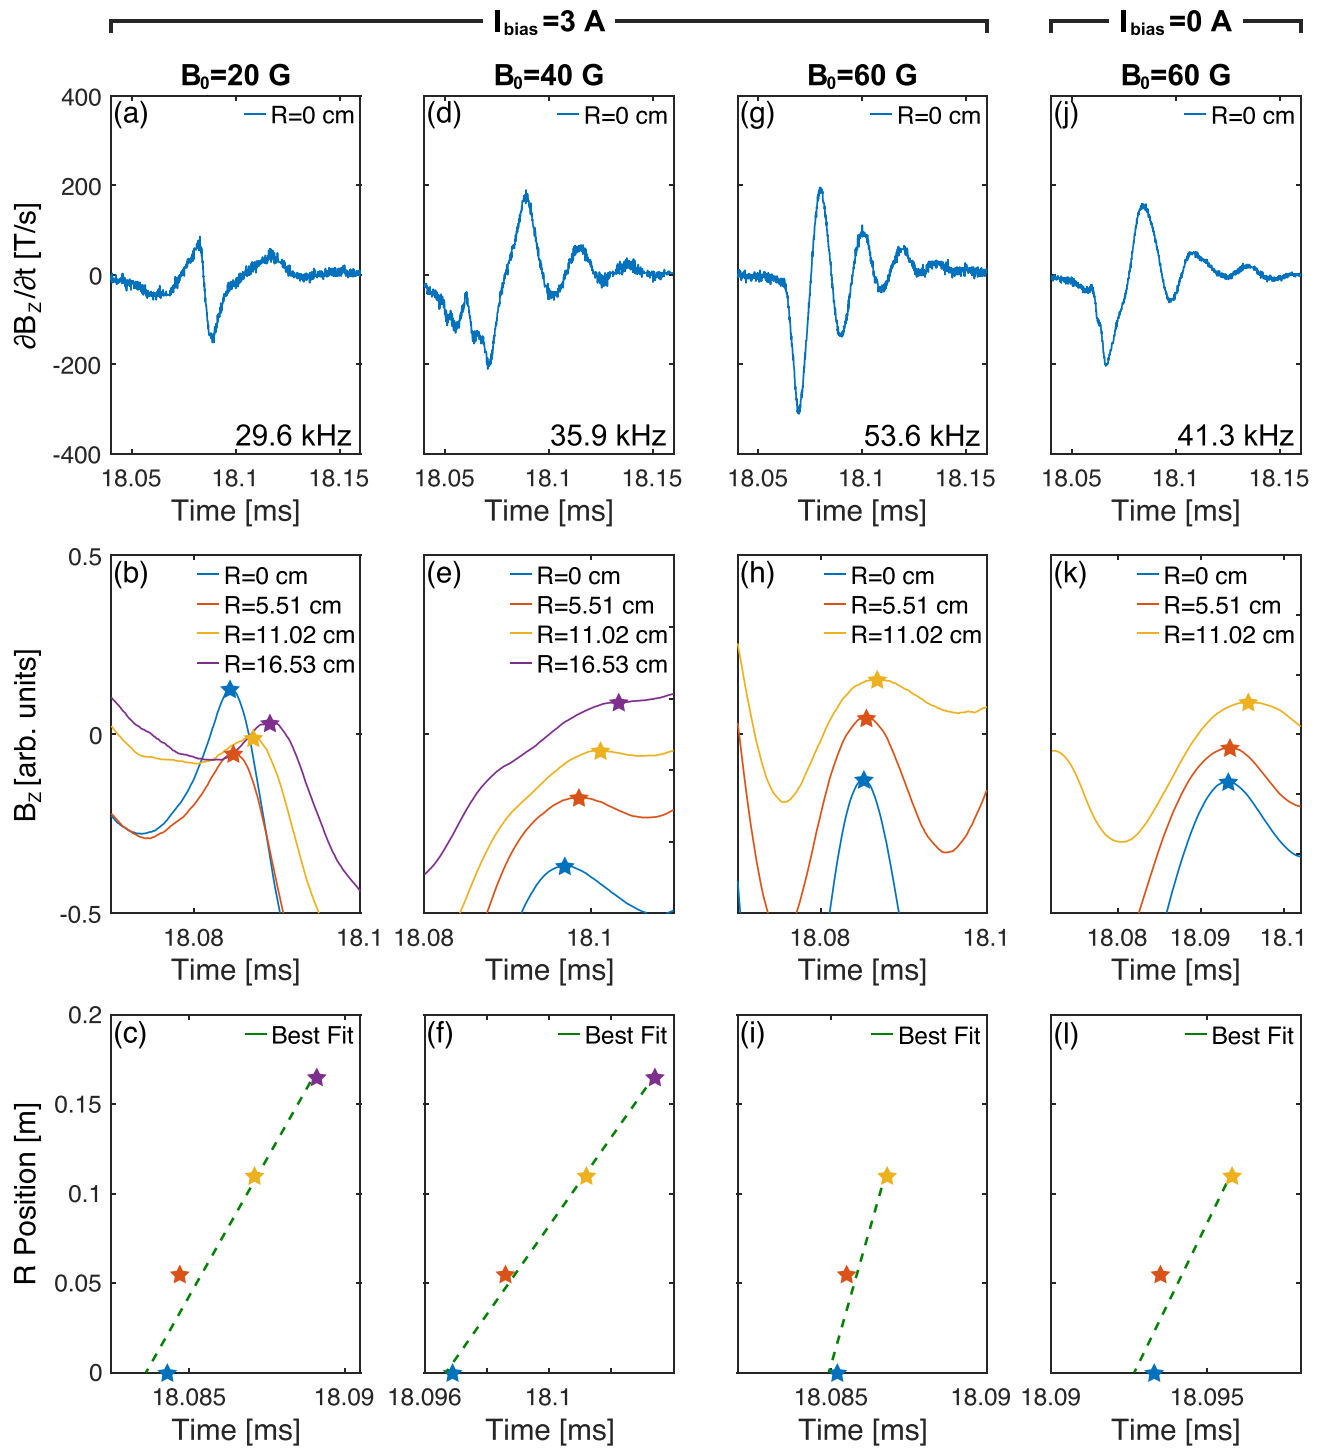 I_bias=3 A
I_bias=0 A
B₀=20 G
B₀=40 G
B₀=60 G
B₀=60 G
(a)
R=0 cm
29.6 kHz
400
200
0
-200
-400
∂B_Z/∂t [T/s]
18.05
18.1
18.15
Time [ms]
(d)
R=0 cm
35.9 kHz
18.05
18.1
18.15
Time [ms]
(g)
R=0 cm
53.6 kHz
18.05
18.1
18.15
Time [ms]
(j)
R=0 cm
41.3 kHz
18.05
18.1
18.15
Time [ms]
(b)
R=0 cm
R=5.51 cm
R=11.02 cm
R=16.53 cm
0.5
0
-0.5
B_Z [arb. units]
18.08
18.1
Time [ms]
(e)
R=0 cm
R=5.51 cm
R=11.02 cm
R=16.53 cm
18.08
18.1
Time [ms]
(h)
R=0 cm
R=5.51 cm
R=11.02 cm
18.08
18.1
Time [ms]
(k)
R=0 cm
R=5.51 cm
R=11.02 cm
18.08
18.09
18.1
Time [ms]
(c)
Best Fit
0.2
0.15
0.1
0.05
0
R Position [m]
18.085
18.09
Time [ms]
(f)
Best Fit
18.096
18.1
Time [ms]
(i)
Best Fit
18.085
18.09
Time [ms]
(l)
Best Fit
18.09
18.095
Time [ms]